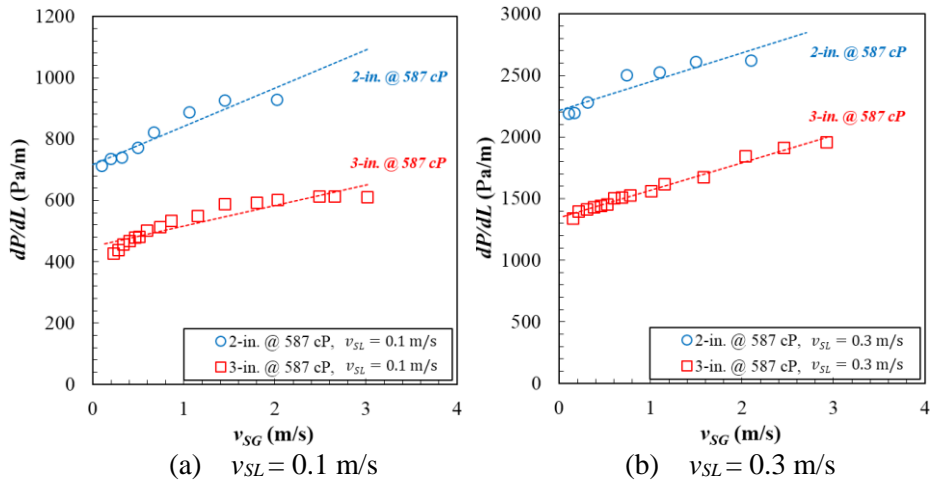 1200
1000
800
600
400
200
0
dP/dL (Pa/m)
2-in. @ 587 cP
3-in. @ 587 cP
2-in. @ 587 cP, vSL = 0.1 m/s
3-in. @ 587 cP, vSL = 0.1 m/s
0 1 2 3 4
vSG (m/s)
(a) vSL = 0.1 m/s
3000
2500
2000
1500
1000
500
0
dP/dL (Pa/m)
2-in. @ 587 cP
3-in. @ 587 cP
2-in. @ 587 cP, vSL = 0.3 m/s
3-in. @ 587 cP, vSL = 0.3 m/s
0 1 2 3 4
vSG (m/s)
(b) vSL = 0.3 m/s